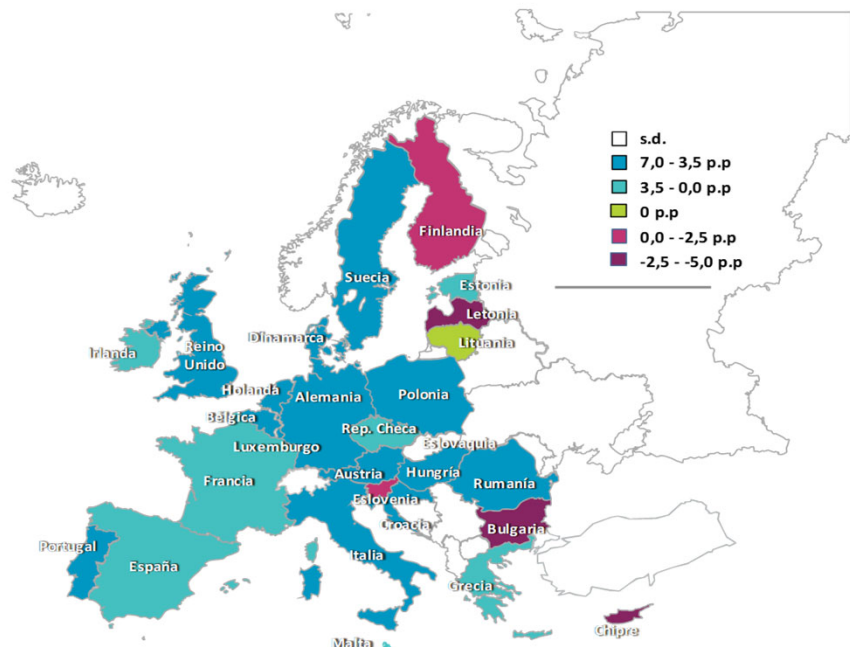 s.d.
7,0 - 3,5 p.p
3,5 - 0,0 p.p
0 p.p
0,0 - -2,5 p.p
-2,5 - -5,0 p.p
Finlandia
Suecia
Estonia
Letonia
Lituania
Dinamarca
Irlanda
Reino
Unido
Holanda
Alemania
Polonia
Bélgica
Rep. Checa
Luxemburgo
Eslovaquia
Austria
Hungría
Francia
Rumanía
Eslovenia
Croacia
Bulgaria
Portugal
Italia
España
Grecia
Chipre
Malta